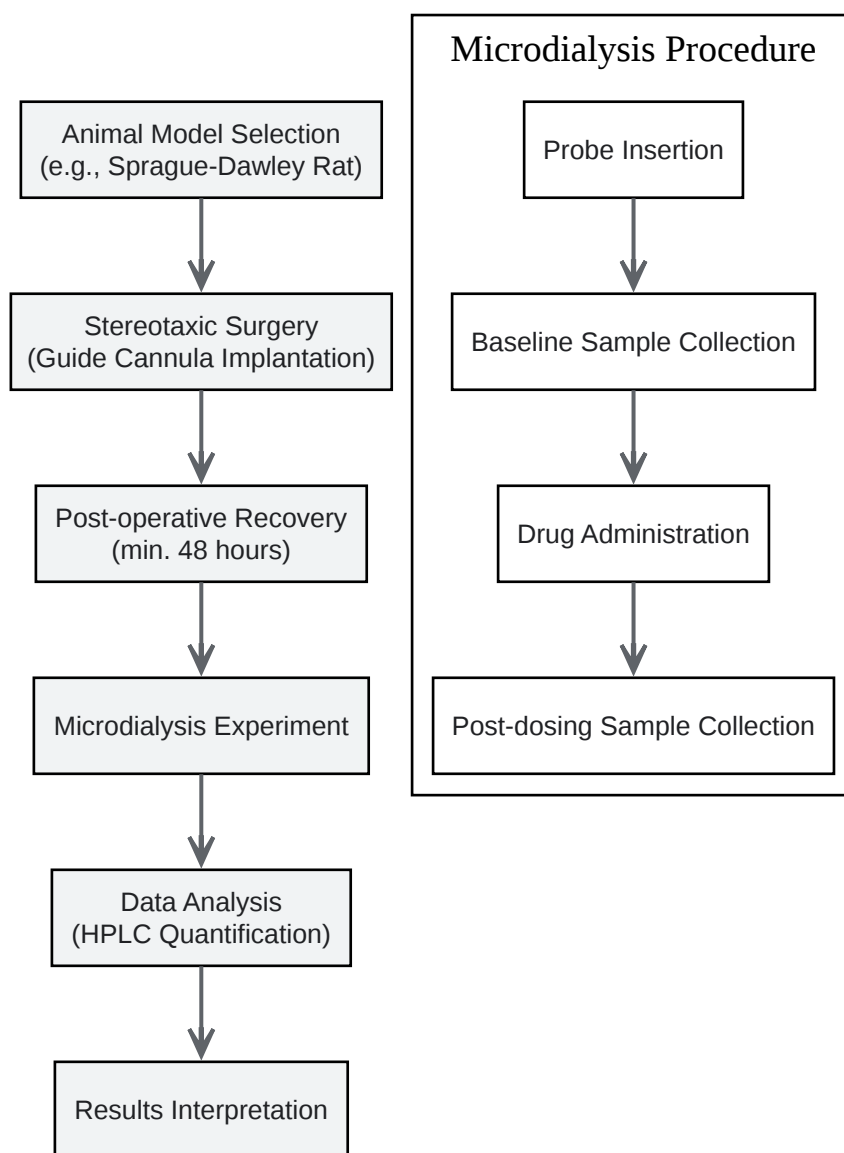 Microdialysis Procedure
Animal Model Selection
(e.g., Sprague-Dawley Rat)
Stereotaxic Surgery
(Guide Cannula Implantation)
Post-operative Recovery
(min. 48 hours)
Microdialysis Experiment
Data Analysis
(HPLC Quantification)
Results Interpretation
Probe Insertion
Baseline Sample Collection
Drug Administration
Post-dosing Sample Collection